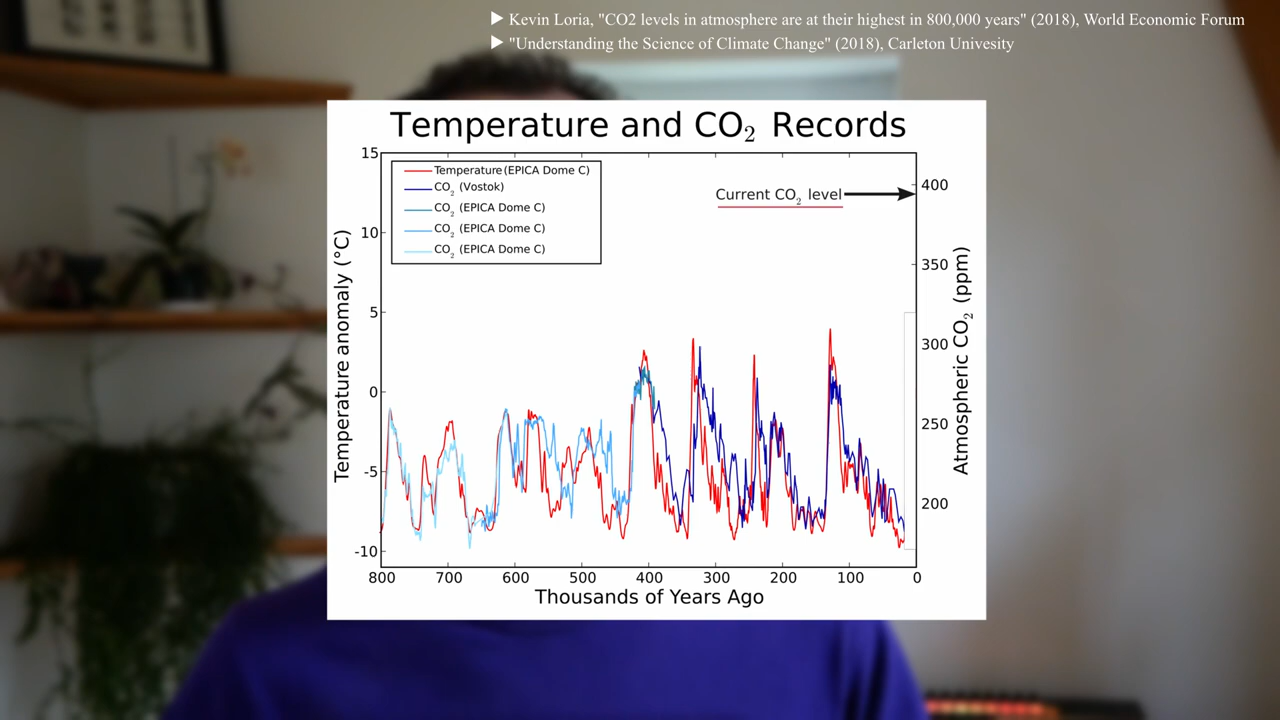 ▶ Kevin Loria, "CO2 levels in atmosphere are at their highest in 800,000 years" (2018), World Economic Forum
▶ "Understanding the Science of Climate Change" (2018), Carleton Univesity
Temperature and CO₂ Records
Temperature (EPICA Dome C)
CO₂ (Vostok)
CO₂ (EPICA Dome C)
CO₂ (EPICA Dome C)
CO₂ (EPICA Dome C)
Current CO₂ level
Temperature anomaly (°C)
15
10
5
0
-5
-10
400
350
300
250
200
Atmospheric CO₂ (ppm)
800 700 600 500 400 300 200 100 0
Thousands of Years Ago